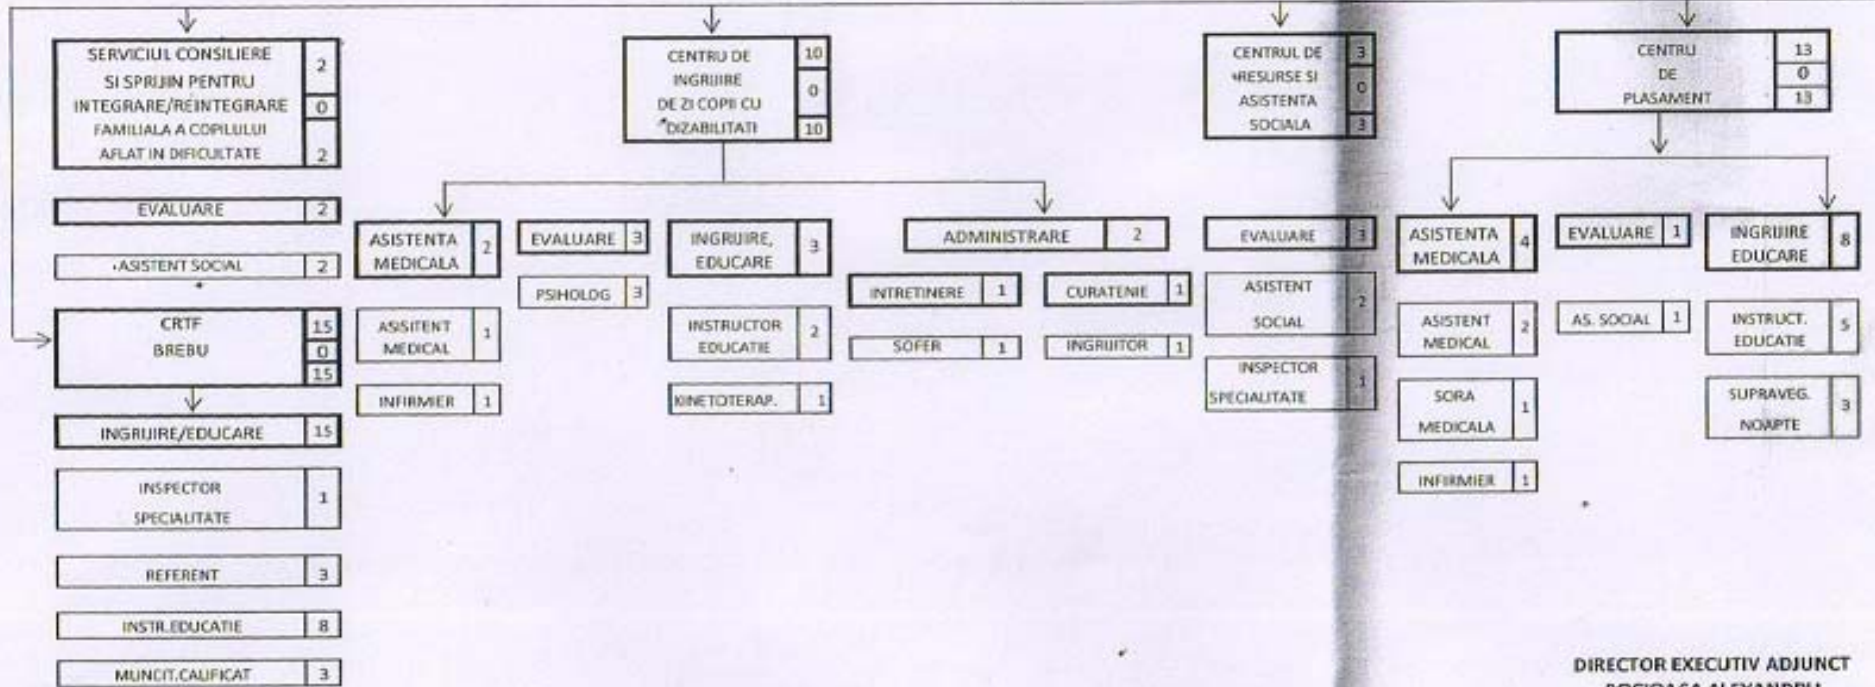 SERVICIUL CONSILIERE
SI SPRIJIN PENTRU
INTEGRARE/REINTEGRARE
FAMILIALA A COPILULUI
AFLAT IN DIFICULTATE
2
0
2
EVALUARE 2
ASISTENT SOCIAL 2
CRTF
BREBU
15
0
15
INGRIJIRE/EDUCARE 15
INSPECTOR
SPECIALITATE
1
REFERENT 3
INSTR.EDUCATIE 8
MUNCIT.CALIFICAT 3
CENTRU DE
INGRIJIRE
DE ZI COPII CU
DIZABILITATI
10
0
10
ASISTENTA
MEDICALA
2
ASISITENT
MEDICAL
1
INFIRMIER 1
EVALUARE 3
PSIHOLOG 3
INGRIJIRE,
EDUCARE
3
INSTRUCTOR
EDUCATIE
2
KINETOTERAP. 1
ADMINISTRARE 2
INTRETINERE 1
SOFER 1
CURATENIE 1
INGRIJITOR 1
CENTRUL DE
RESURSE SI
ASISTENTA
SOCIALA
3
0
3
EVALUARE 3
ASISTENT
SOCIAL
2
INSPECTOR
SPECIALITATE
1
CENTRU
DE
PLASAMENT
13
0
13
ASISTENTA
MEDICALA
4
ASISTENT
MEDICAL
2
SORA
MEDICALA
1
INFIRMIER 1
EVALUARE 1
AS. SOCIAL 1
INGRIJIRE
EDUCARE
8
INSTRUCT.
EDUCATIE
5
SUPRAVEG.
NOAPTE
3
DIRECTOR EXECUTIV ADJUNCT